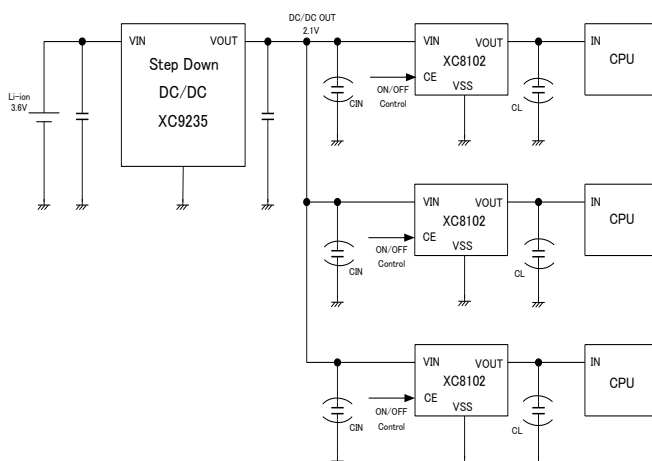 DC/DC OUT
2.1V
VIN
VOUT
Step Down
DC/DC
XC9235
Li-ion
3.6V
VIN
VOUT
XC8102
CE
VSS
CIN
ON/OFF
Control
CL
IN
CPU
VIN
VOUT
XC8102
CE
VSS
CIN
ON/OFF
Control
CL
IN
CPU
VIN
VOUT
XC8102
CE
VSS
CIN
ON/OFF
Control
CL
IN
CPU